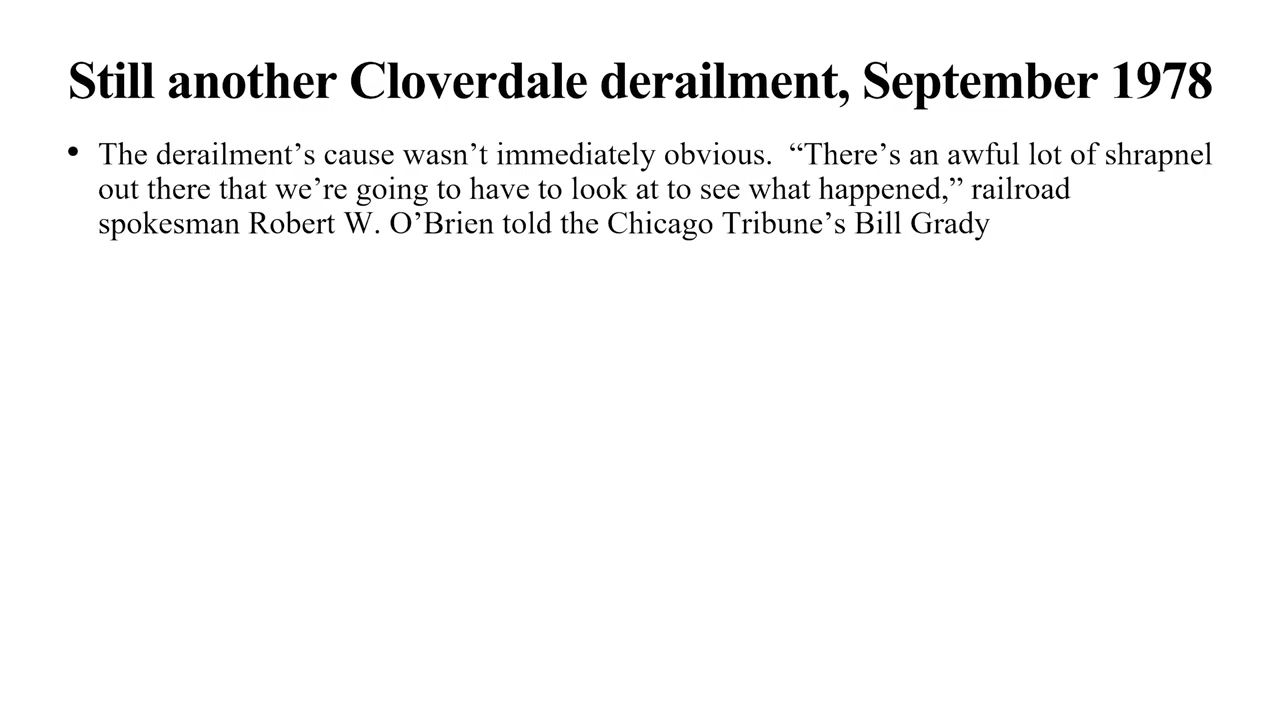 Still another Cloverdale derailment, September 1978
• The derailment’s cause wasn’t immediately obvious.  “There’s an awful lot of shrapnel
out there that we’re going to have to look at to see what happened,” railroad
spokesman Robert W. O’Brien told the Chicago Tribune’s Bill Grady